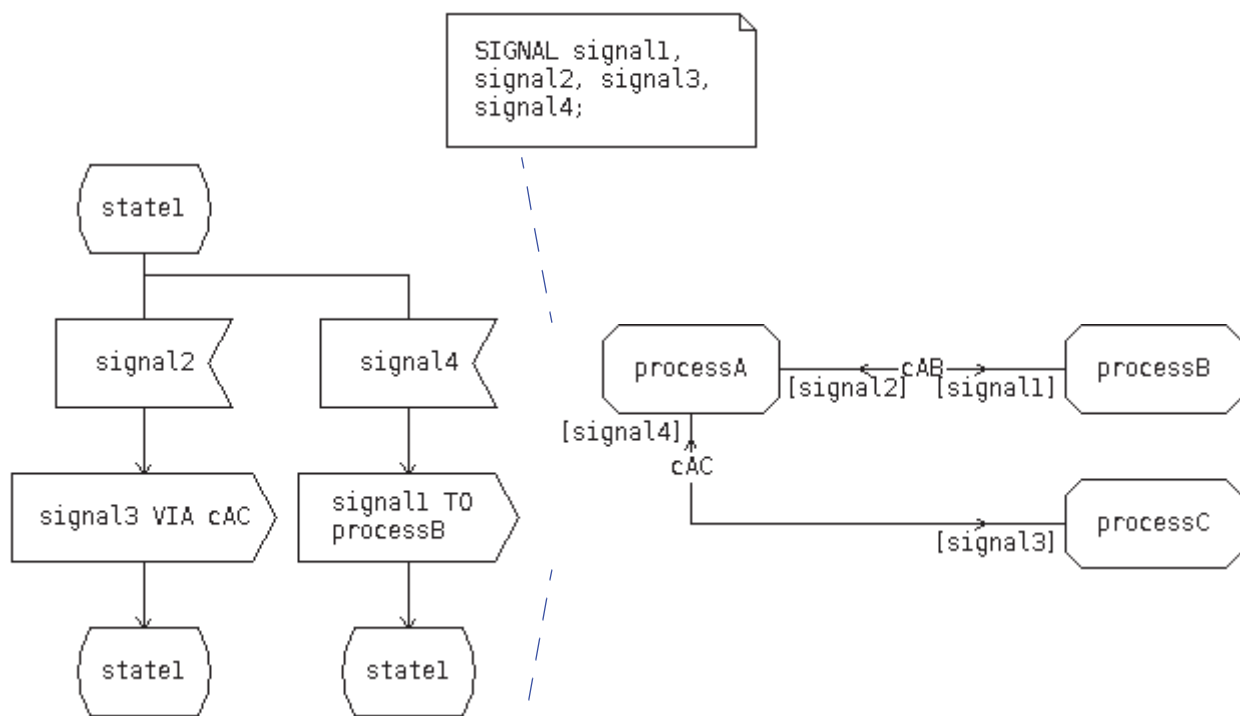 SIGNAL signal1,
signal2, signal3,
signal4;
state1
signal2
signal4
signal3 VIA cAC
signal1 TO
processB
state1
state1
processA
cAB
processB
[signal2]
[signal1]
[signal4]
cAC
processC
[signal3]